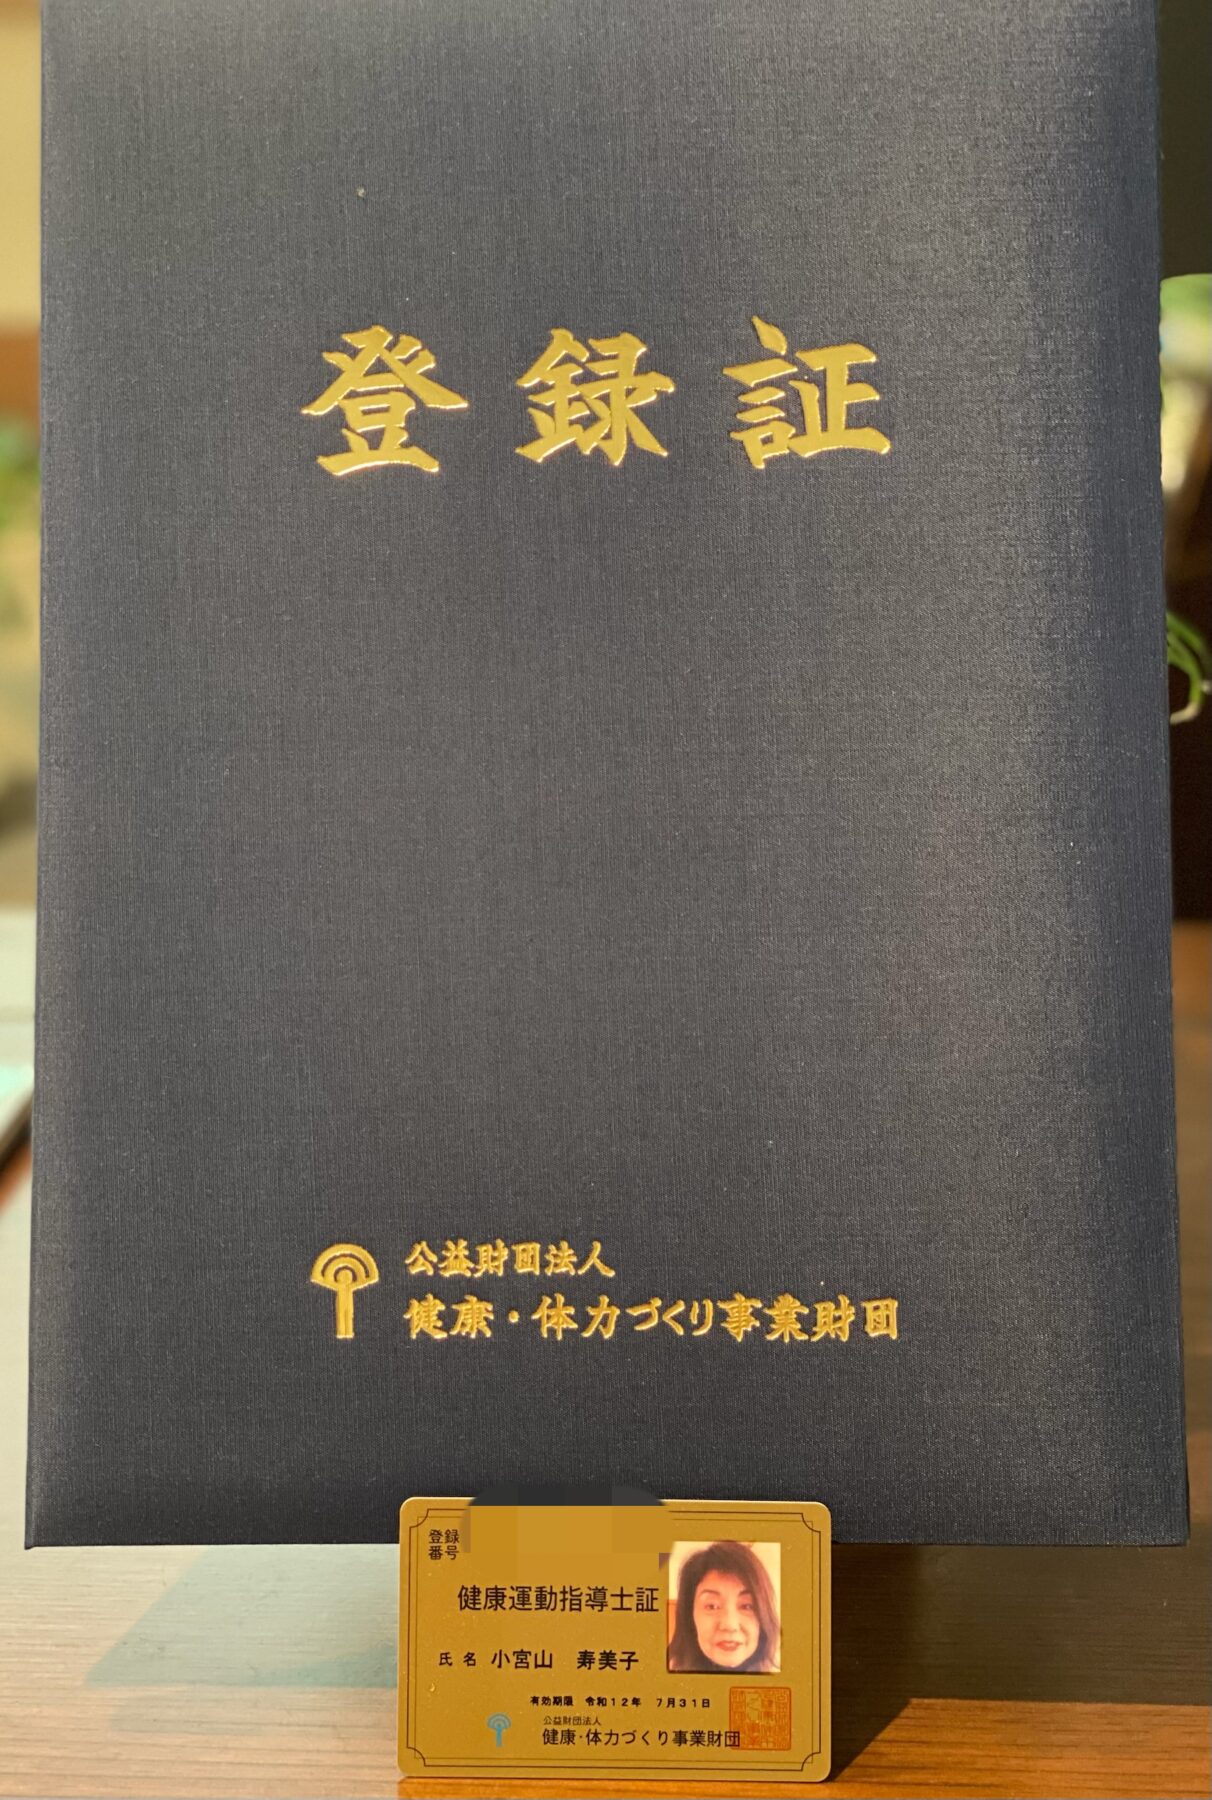 登録証
公益財団法人
健康・体力づくり事業財団
登録
番号
健康運動指導士証
氏名 小宮山 寿美子
有効期限 令和12年 7月31日
公益財団法人
健康・体力づくり事業財団